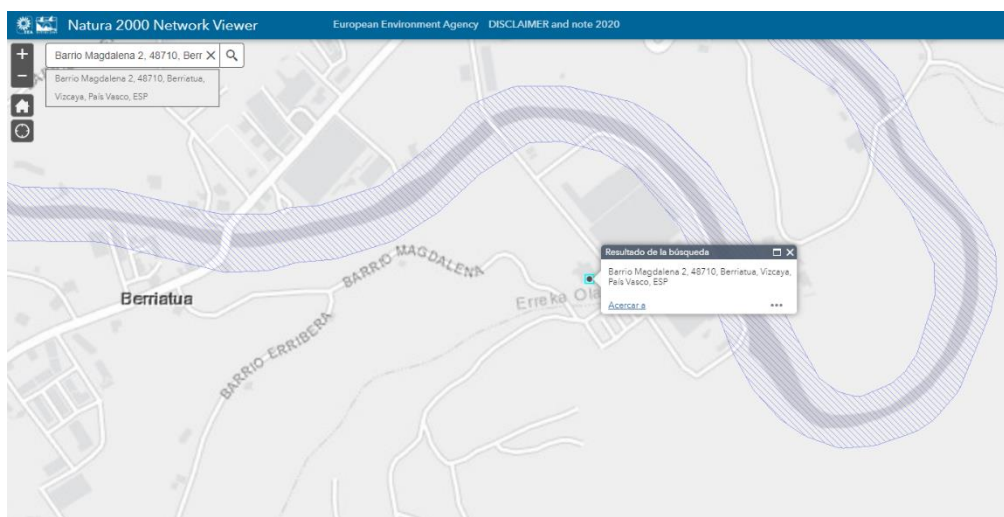 Natura 2000 Network Viewer
European Environment Agency DISCLAIMER and note 2020
Barrio Magdalena 2, 48710, Berr
Barrio Magdalena 2, 48710, Berriatua,
Vizcaya, País Vasco, ESP
BARRIO MAGDALENA
Resultado de la búsqueda
Barrio Magdalena 2, 48710, Berriatua, Vizcaya,
País Vasco, ESP
Acercar a
Erreka Ola
Berriatua
BARRIO ERRIBERA